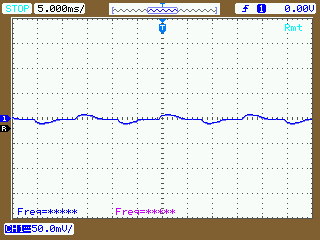 STOP 5.000ms/ 1 0.00V
T
Rmt
1
R
Freq=***** Freq=*****
CH1 50.0mV/